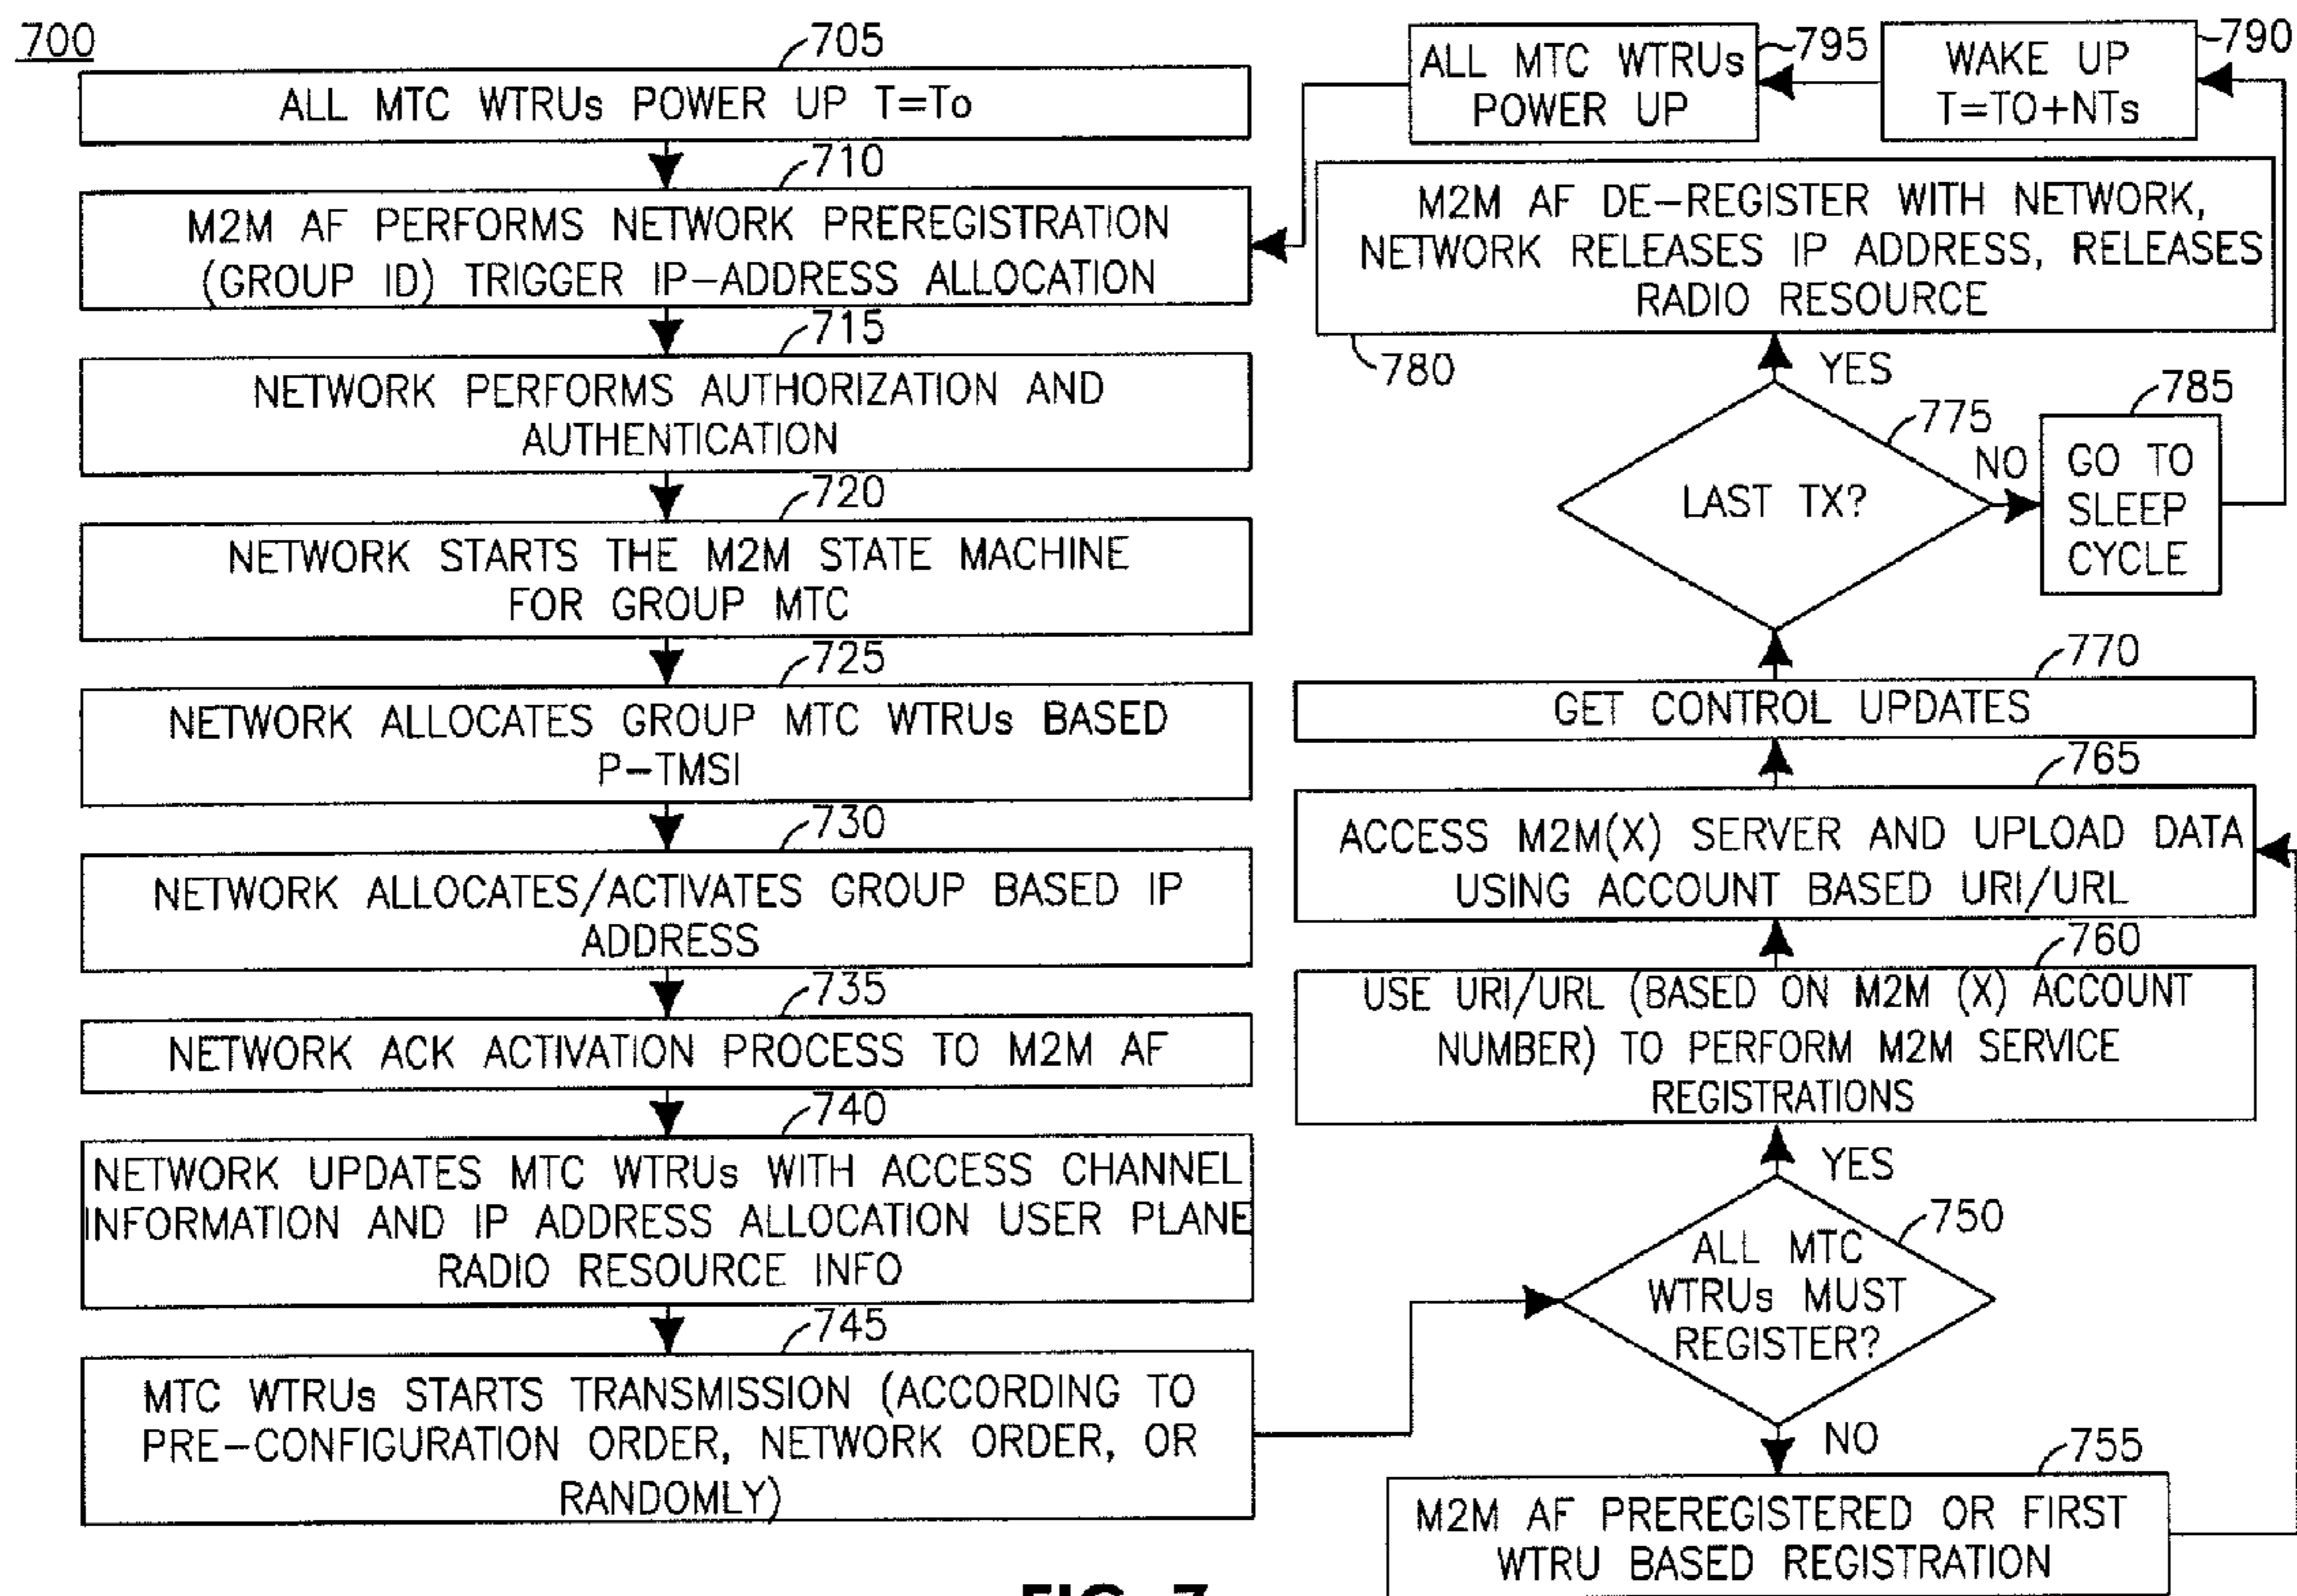 700
705
ALL MTC WTRUs POWER UP T=To
710
M2M AF PERFORMS NETWORK PREREGISTRATION
(GROUP ID) TRIGGER IP-ADDRESS ALLOCATION
715
NETWORK PERFORMS AUTHORIZATION AND
AUTHENTICATION
720
NETWORK STARTS THE M2M STATE MACHINE
FOR GROUP MTC
725
NETWORK ALLOCATES GROUP MTC WTRUs BASED
P-TMSI
730
NETWORK ALLOCATES/ACTIVATES GROUP BASED IP
ADDRESS
735
NETWORK ACK ACTIVATION PROCESS TO M2M AF
740
NETWORK UPDATES MTC WTRUs WITH ACCESS CHANNEL
INFORMATION AND IP ADDRESS ALLOCATION USER PLANE
RADIO RESOURCE INFO
745
MTC WTRUs STARTS TRANSMISSION (ACCORDING TO
PRE-CONFIGURATION ORDER, NETWORK ORDER, OR
RANDOMLY)
750
ALL MTC
WTRUs MUST
REGISTER?
YES
NO
755
M2M AF PREREGISTERED OR FIRST
WTRU BASED REGISTRATION
760
USE URI/URL (BASED ON M2M (X) ACCOUNT
NUMBER) TO PERFORM M2M SERVICE
REGISTRATIONS
765
ACCESS M2M(X) SERVER AND UPLOAD DATA
USING ACCOUNT BASED URI/URL
770
GET CONTROL UPDATES
775
LAST TX?
YES
NO
780
M2M AF DE-REGISTER WITH NETWORK,
NETWORK RELEASES IP ADDRESS, RELEASES
RADIO RESOURCE
785
GO TO
SLEEP
CYCLE
790
WAKE UP
T=TO+NTs
795
ALL MTC WTRUs
POWER UP
FIG. 7